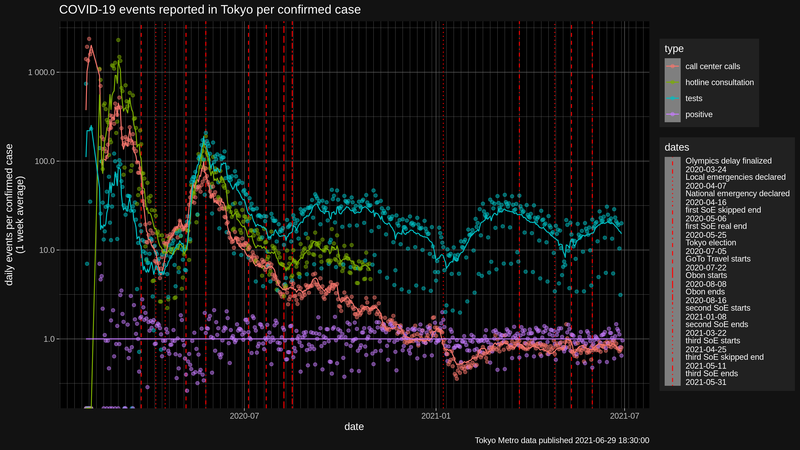 COVID-19 events reported in Tokyo per confirmed case
daily events per confirmed case
(1 week average)
1 000.0
100.0
10.0
1.0
2020-07
2021-01
2021-07
date
type
call center calls
hotline consultation
tests
positive
dates
Olympics delay finalized
2020-03-24
Local emergencies declared
2020-04-07
National emergency declared
2020-04-16
first SoE skipped end
2020-05-06
first SoE real end
2020-05-25
Tokyo election
2020-07-05
GoTo Travel starts
2020-07-22
Obon starts
2020-08-08
Obon ends
2020-08-16
second SoE starts
2021-01-08
second SoE ends
2021-03-22
third SoE starts
2021-04-25
third SoE skipped end
2021-05-11
third SoE ends
2021-05-31
Tokyo Metro data published 2021-06-29 18:30:00